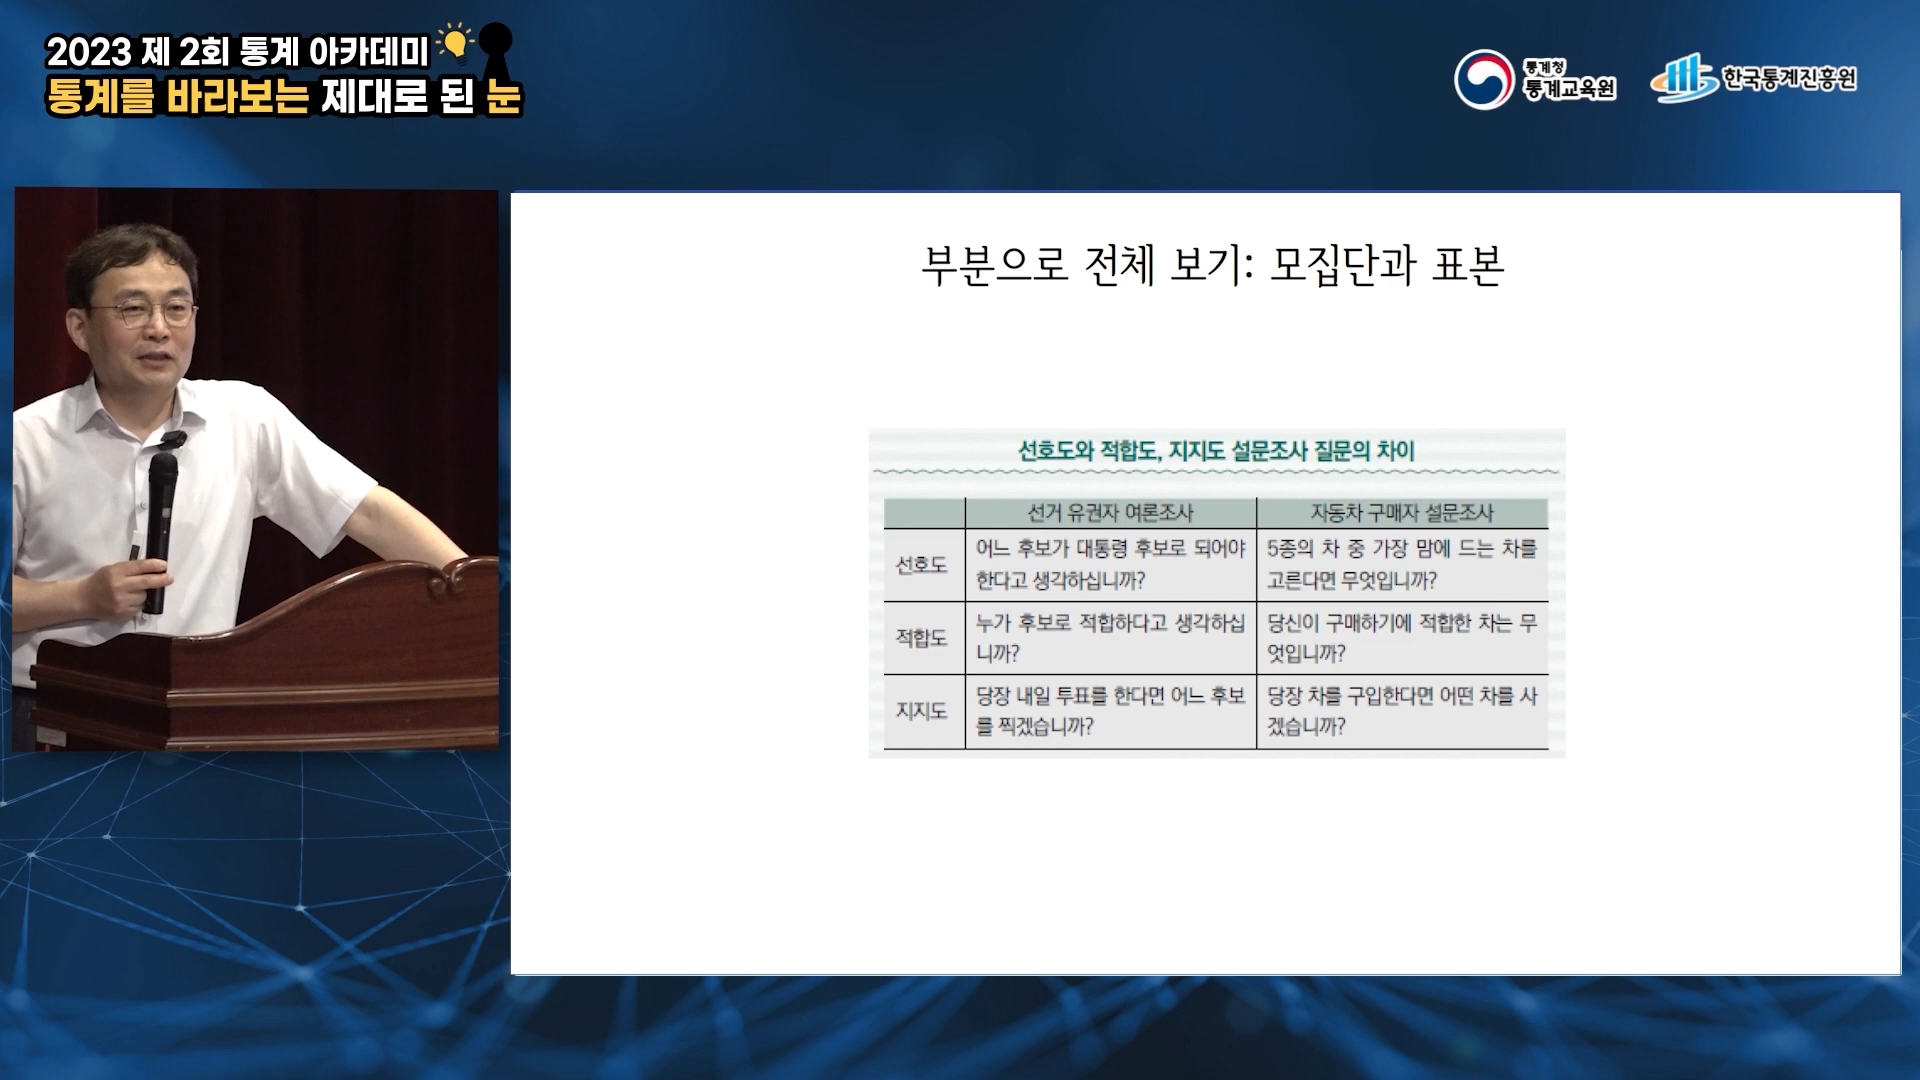 2023 제 2회 통계 아카데미
통계를 바라보는 제대로 된 눈
통계청
통계교육원
한국통계진흥원
부분으로 전체 보기: 모집단과 표본
선호도와 적합도, 지지도 설문조사 질문의 차이
선거 유권자 여론조사
자동차 구매자 설문조사
선호도
어느 후보가 대통령 후보로 되어야
한다고 생각하십니까?
5종의 차 중 가장 맘에 드는 차를
고른다면 무엇입니까?
적합도
누가 후보로 적합하다고 생각하십
니까?
당신이 구매하기에 적합한 차는 무
엇입니까?
지지도
당장 내일 투표를 한다면 어느 후보
를 찍겠습니까?
당장 차를 구입한다면 어떤 차를 사
겠습니까?